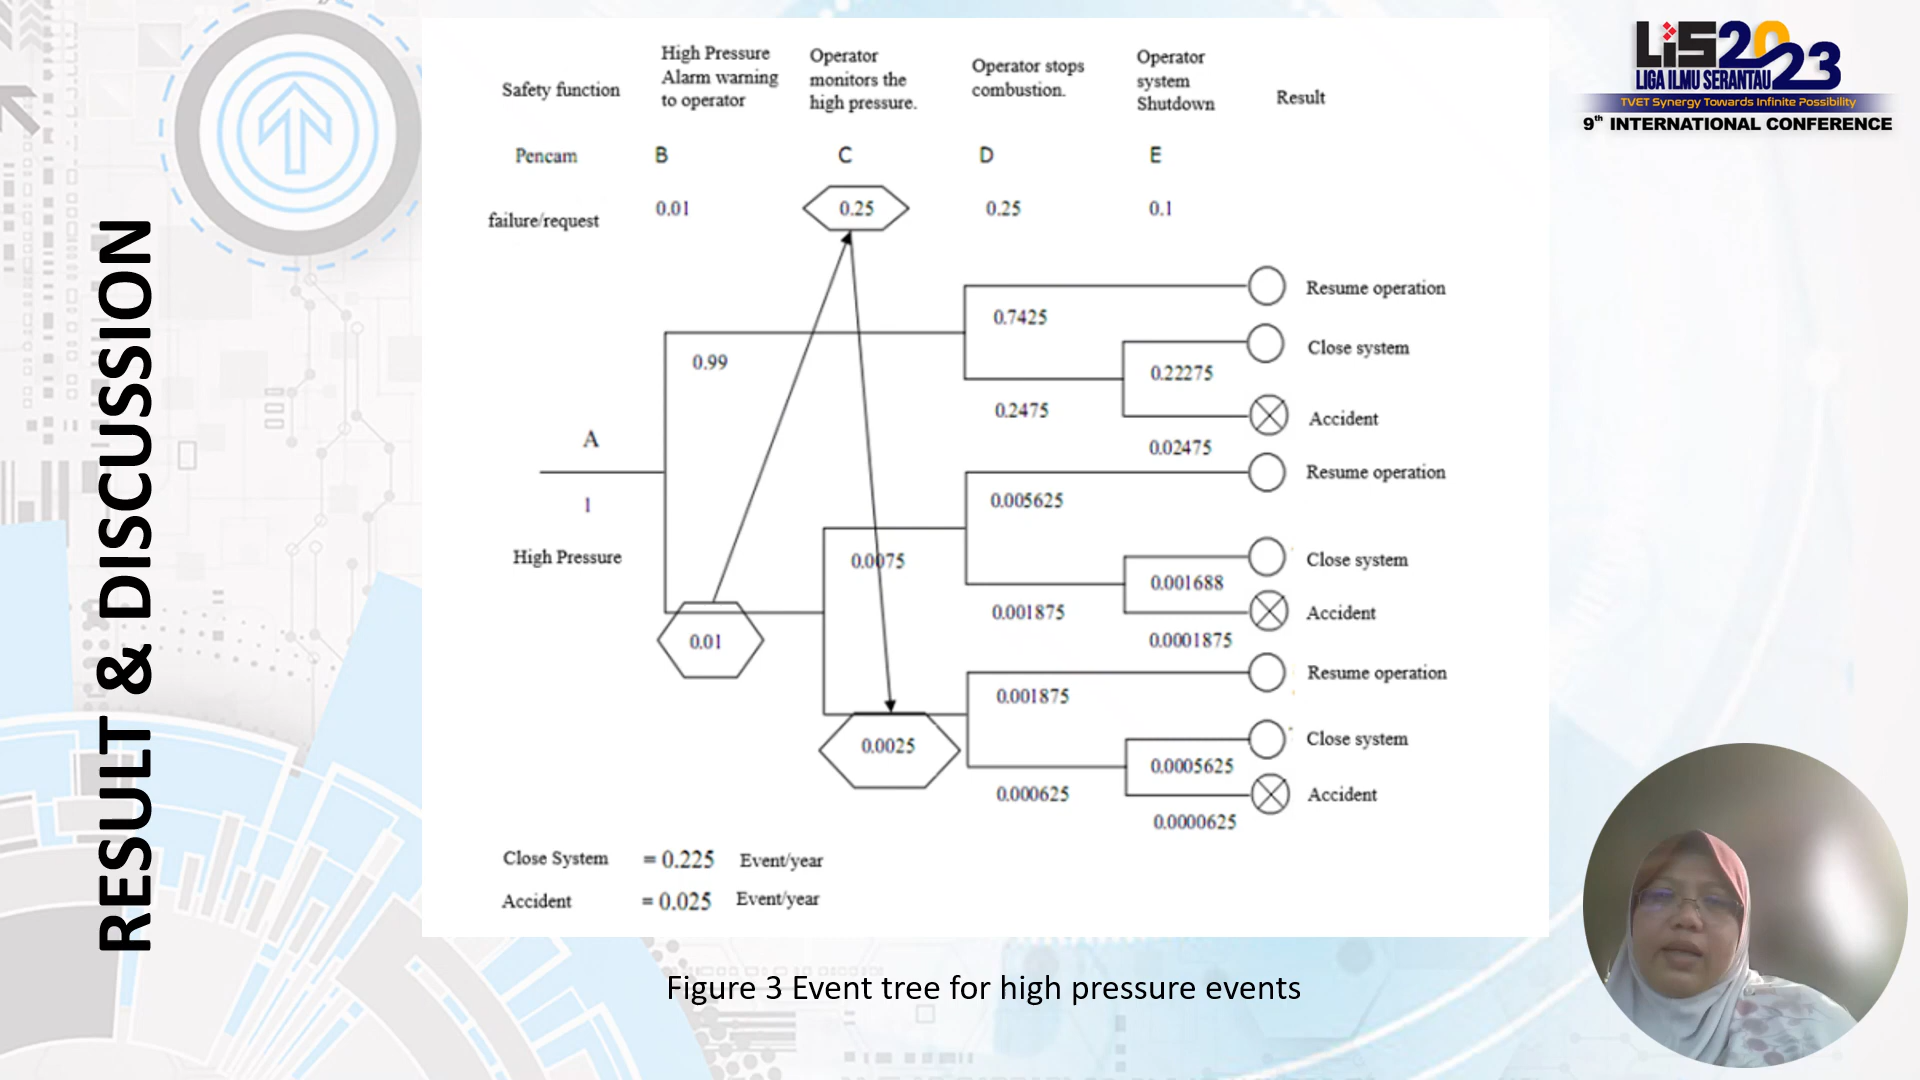 RESULT & DISCUSSION
LiS2023
LIGA ILMU SERANTAU
TVET Synergy Towards Infinite Possibility
9th INTERNATIONAL CONFERENCE
Safety function
High Pressure
Alarm warning
to operator
Operator
monitors the
high pressure.
Operator stops
combustion.
Operator
system
Shutdown
Result
Pencam
B
C
D
E
failure/request
0.01
0.25
0.25
0.1
Resume operation
0.7425
Close system
0.99
0.22275
0.2475
Accident
A
0.02475
Resume operation
1
0.005625
High Pressure
0.0075
Close system
0.001688
0.001875
Accident
0.01
0.0001875
Resume operation
0.001875
0.0025
Close system
0.0005625
0.000625
Accident
0.0000625
Close System = 0.225 Event/year
Accident = 0.025 Event/year
Figure 3 Event tree for high pressure events